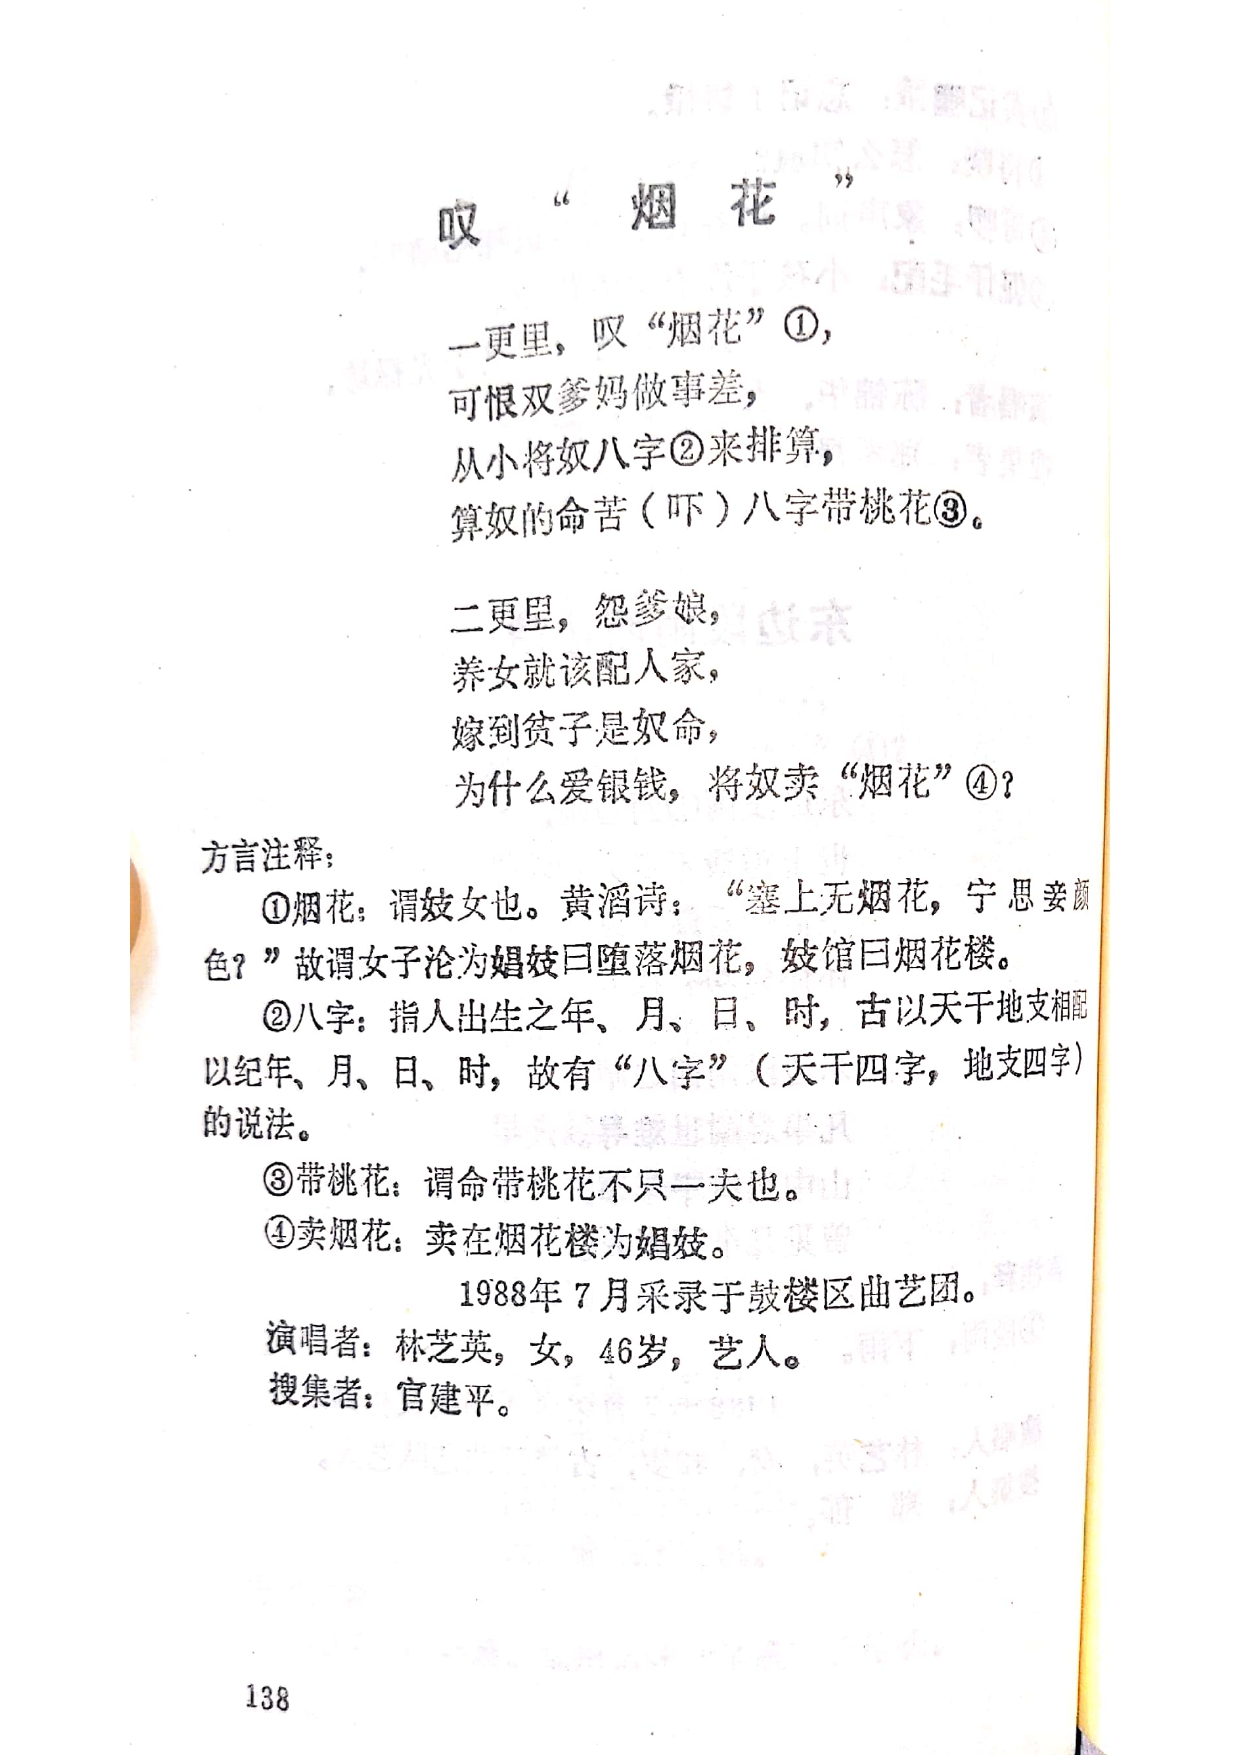 叹“烟花”
一更里，叹“烟花”①，
可恨双爹妈做事差，
从小将奴八字②来排算，
算奴的命苦（吓）八字带桃花③。
二更里，怨爹娘，
养女就该配人家，
嫁到贫子是奴命，
为什么爱银钱，将奴卖“烟花”④？
方言注释：
①烟花：谓妓女也。黄滔诗：“塞上无烟花，宁思妾颜
色？”故谓女子沦为娼妓曰堕落烟花，妓馆曰烟花楼。
②八字：指人出生之年、月、日、时，古以天干地支相配
以纪年、月、日、时，故有“八字”（天干四字，地支四字）
的说法。
③带桃花：谓命带桃花不只一夫也。
④卖烟花：卖在烟花楼为娼妓。
1988年7月采录于鼓楼区曲艺团。
演唱者：林芝英，女，46岁，艺人。
搜集者：官建平。
138